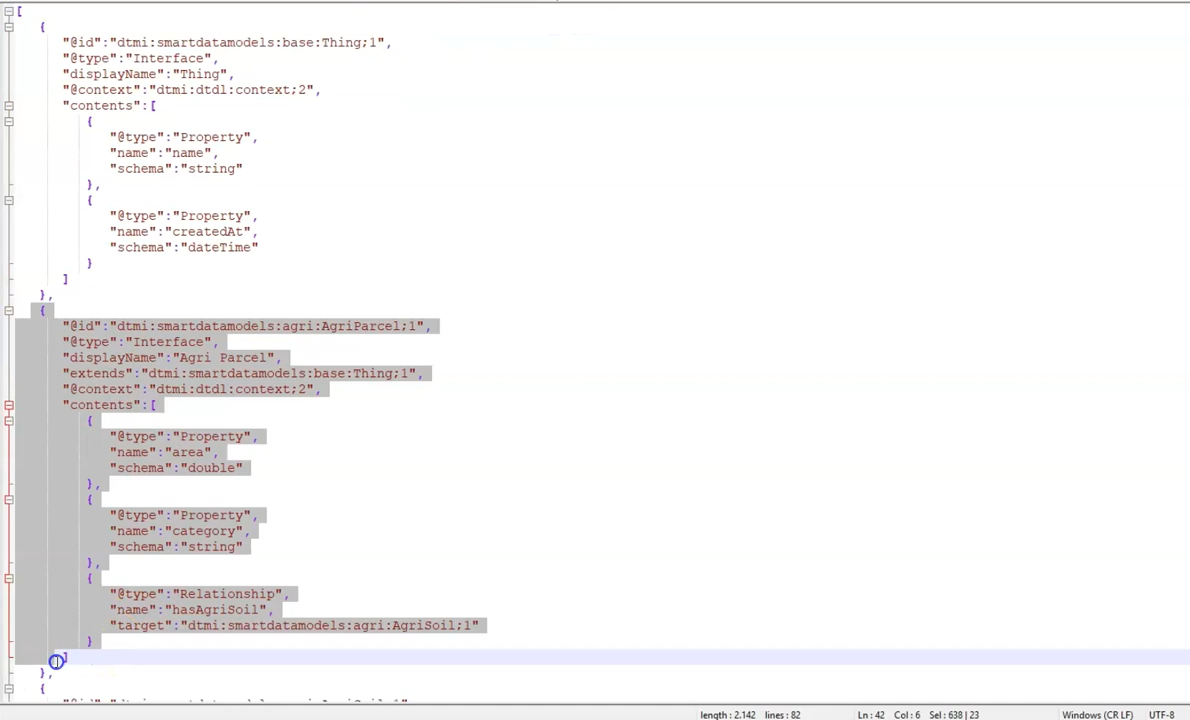 [
{
"@id":"dtmi:smartdatamodels:base:Thing;1",
"@type":"Interface",
"displayName":"Thing",
"@context":"dtmi:dtdl:context;2",
"contents":[
{
"@type":"Property",
"name":"name",
"schema":"string"
},
{
"@type":"Property",
"name":"createdAt",
"schema":"dateTime"
}
]
},
{
"@id":"dtmi:smartdatamodels:agri:AgriParcel;1",
"@type":"Interface",
"displayName":"Agri Parcel",
"extends":"dtmi:smartdatamodels:base:Thing;1",
"@context":"dtmi:dtdl:context;2",
"contents":[
{
"@type":"Property",
"name":"area",
"schema":"double"
},
{
"@type":"Property",
"name":"category",
"schema":"string"
},
{
"@type":"Relationship",
"name":"hasAgriSoil",
"target":"dtmi:smartdatamodels:agri:AgriSoil;1"
}
]
},
{
length : 2.142 lines : 82 Ln : 42 Col : 6 Sel : 638 | 23 Windows (CR LF) UTF-8